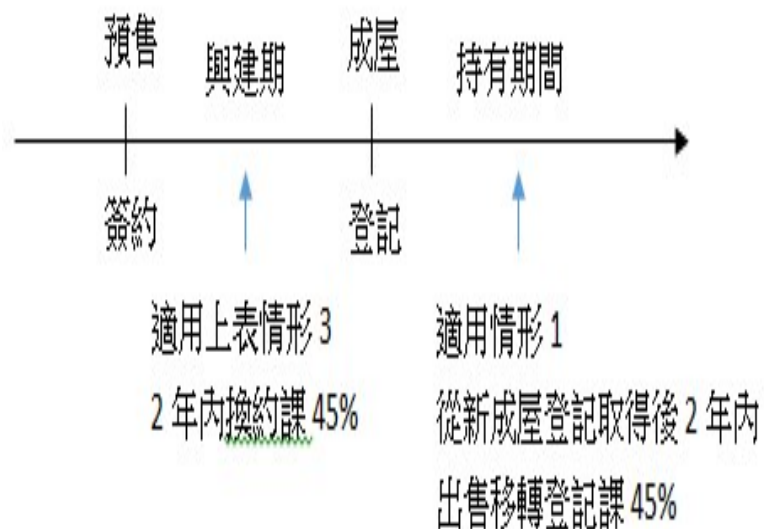 預售
興建期
成屋
持有期間
簽約
登記
適用上表情形 3
2 年內換約課 45%
適用情形 1
從新成屋登記取得後 2 年內
出售移轉登記課 45%